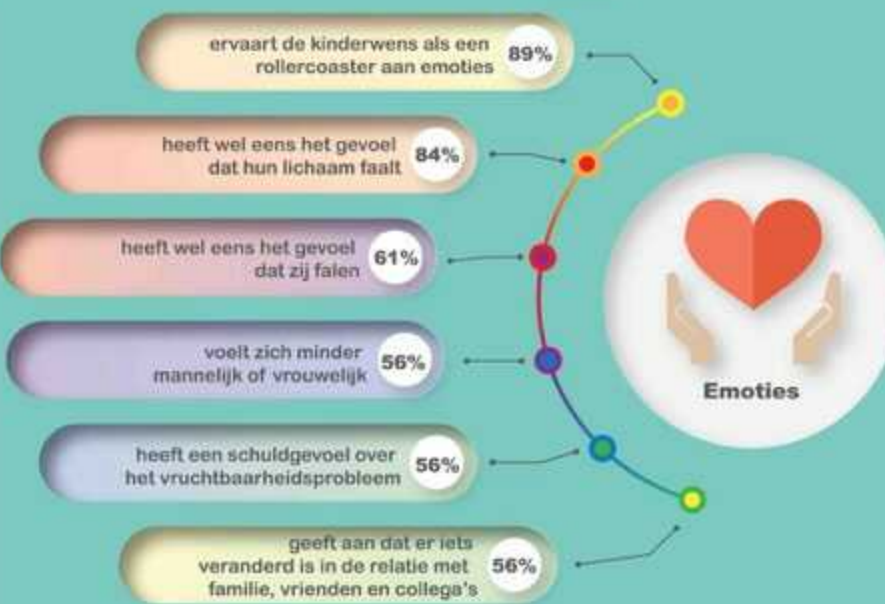 ervaart de kinderwens als een
rollercoaster aan emoties
89%
heeft wel eens het gevoel
dat hun lichaam faalt
84%
heeft wel eens het gevoel
dat zij falen
61%
voelt zich minder
mannelijk of vrouwelijk
56%
heeft een schuldgevoel over
het vruchtbaarheidsprobleem
56%
geeft aan dat er iets
veranderd is in de relatie met
familie, vrienden en collega's
56%
Emoties